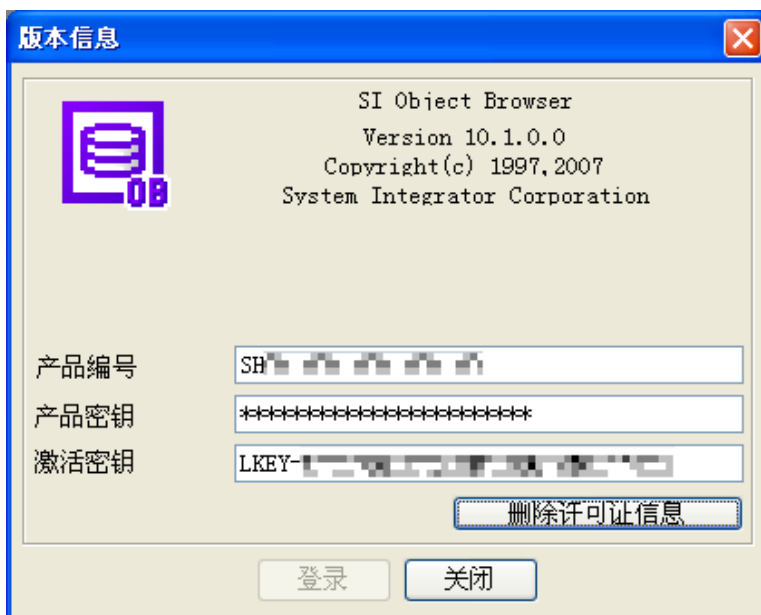 版本信息
SI Object Browser
Version 10.1.0.0
Copyright(c) 1997,2007
System Integrator Corporation
OB
产品编号
SH
产品密钥
************************
激活密钥
LKEY-
删除许可证信息
登录
关闭